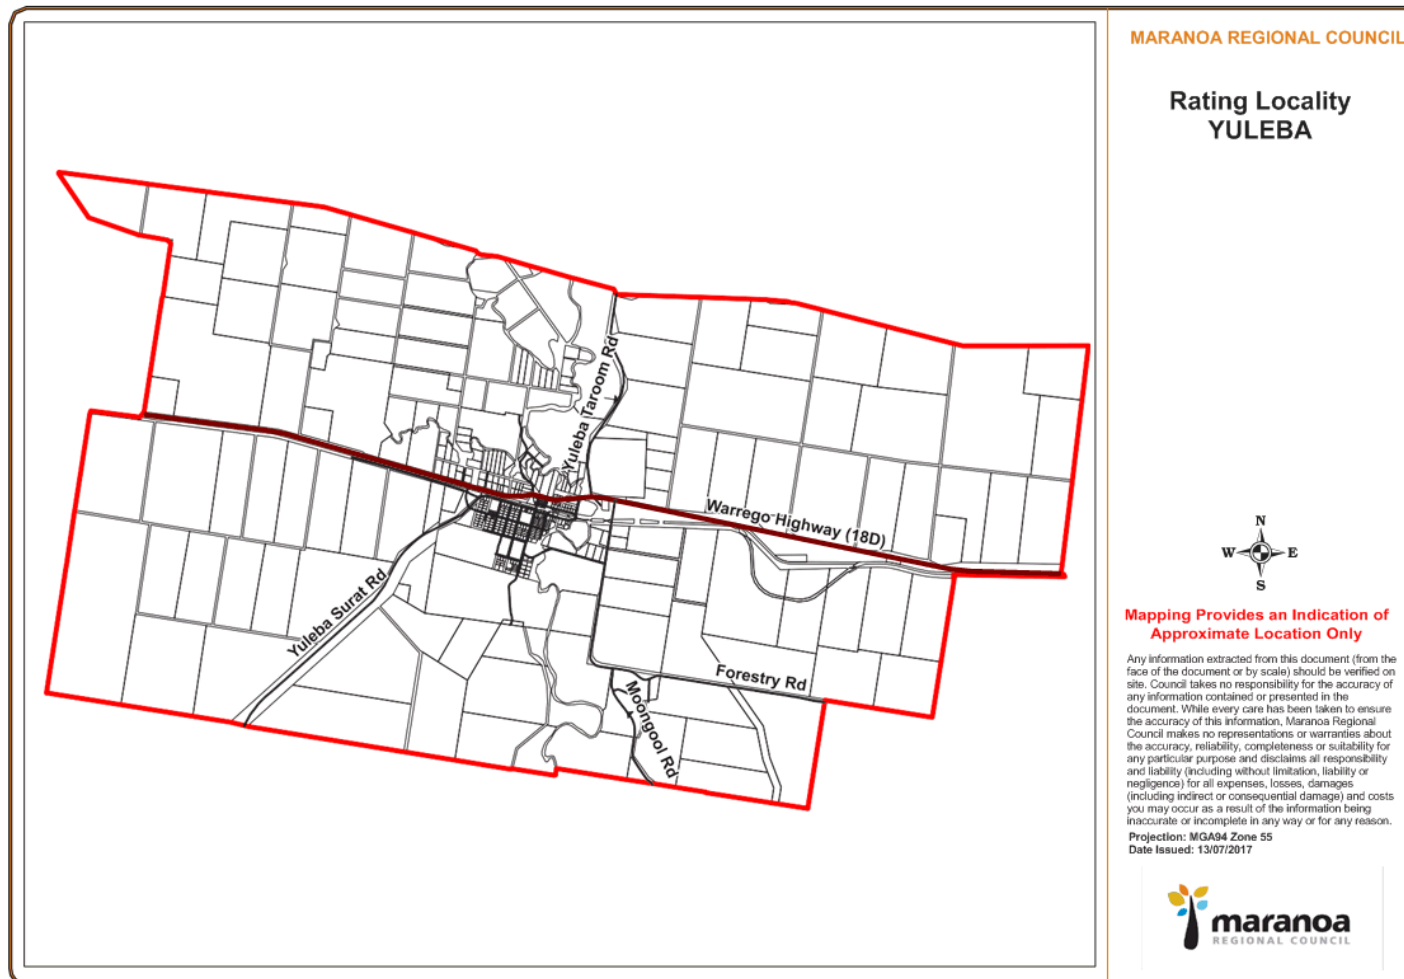 MARANOA REGIONAL COUNCIL
Rating Locality
YULEBA
Yuleba Taroom Rd
Warrego Highway (18D)
Yuleba Surat Rd
Forestry Rd
Moongool Rd
N
W E
S
Mapping Provides an Indication of
Approximate Location Only
Any information extracted from this document (from the
face of the document or by scale) should be verified on
site. Council takes no responsibility for the accuracy of
any information contained or presented in the
document. While every care has been taken to ensure
the accuracy of this information, Maranoa Regional
Council makes no representations or warranties about
the accuracy, reliability, completeness or suitability for
any particular purpose and disclaims all responsibility
and liability (including without limitation, liability or
negligence) for all expenses, losses, damages
(including indirect or consequential damage) and costs
you may occur as a result of the information being
inaccurate or incomplete in any way or for any reason.
Projection: MGA94 Zone 55
Date Issued: 13/07/2017
maranoa
REGIONAL COUNCIL